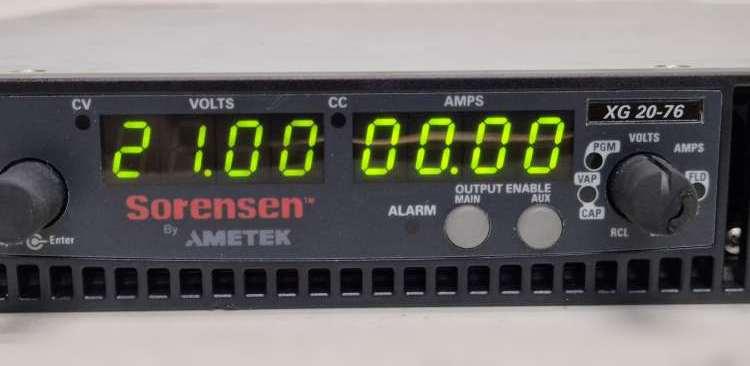 CV VOLTS CC AMPS
21.00 00.00
XG 20-76
VOLTS
PGM AMPS
VAP FLD
CAP
RCL
Sorensen™
By AMETEK
ALARM
OUTPUT ENABLE
MAIN AUX
Enter